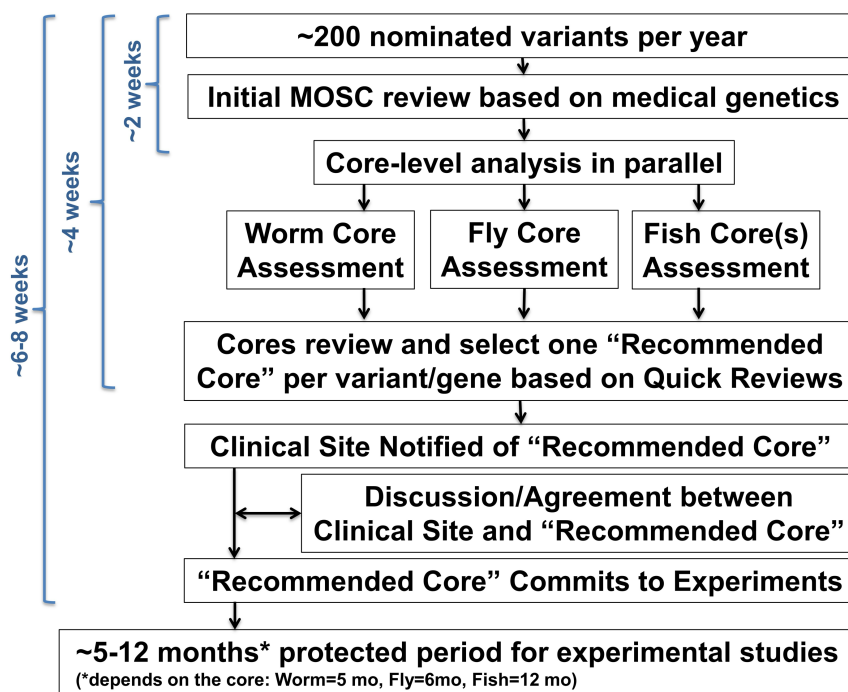 ~200 nominated variants per year
Initial MOSC review based on medical genetics
Core-level analysis in parallel
Worm Core
Assessment
Fly Core
Assessment
Fish Core(s)
Assessment
Cores review and select one “Recommended
Core” per variant/gene based on Quick Reviews
Clinical Site Notified of “Recommended Core”
Discussion/Agreement between
Clinical Site and “Recommended Core”
“Recommended Core” Commits to Experiments
~5-12 months* protected period for experimental studies
(*depends on the core: Worm=5 mo, Fly=6mo, Fish=12 mo)
~2 weeks
~4 weeks
~6-8 weeks